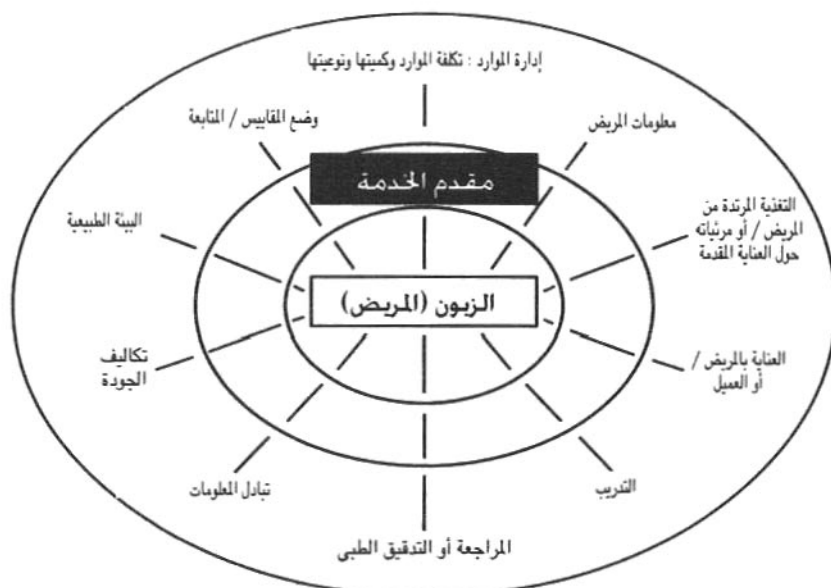 إدارة الموارد : تكلفة الموارد وكميتها ونوعيتها
معلومات المريض
وضع المقاييس / المتابعة
مقدم الخدمة
التغذية المرتدة من
المريض / أو مرئياته
حول العناية المقدمة
البيئة الطبيعية
الزبون (المريض)
العناية بالمريض /
أو العميل
تكاليف
الجودة
التدريب
تبادل المعلومات
المراجعة أو التدقيق الطبى